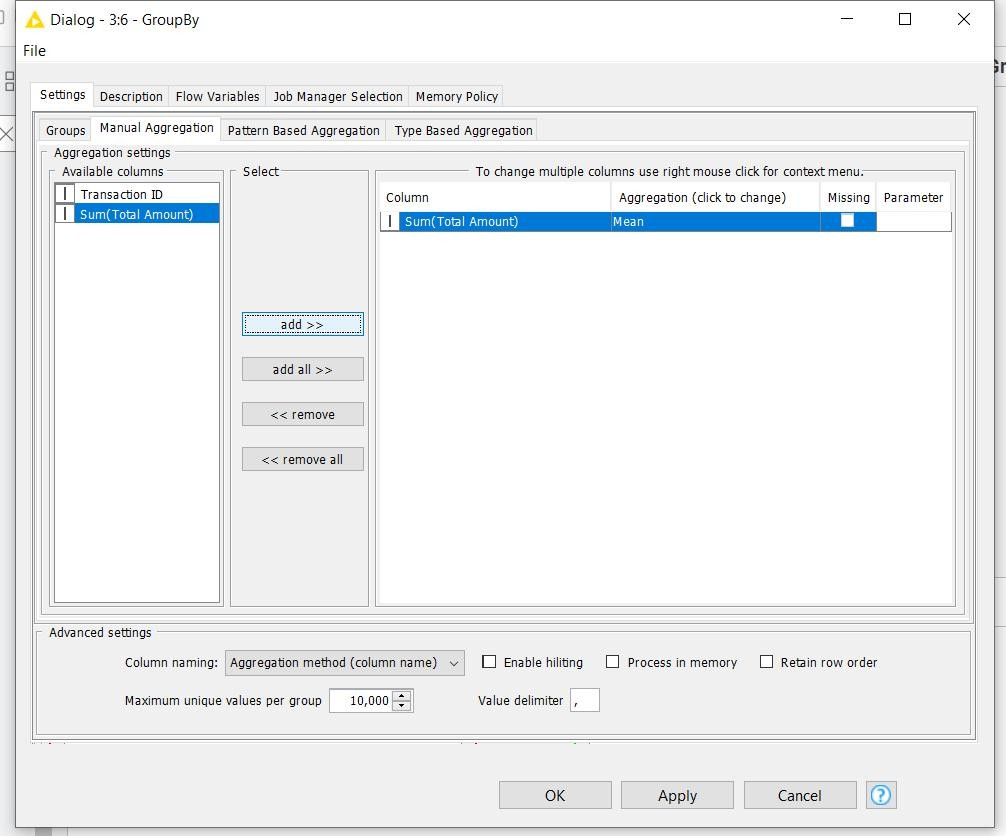 Dialog - 3:6 - GroupBy
File
Settings Description Flow Variables Job Manager Selection Memory Policy
Groups Manual Aggregation Pattern Based Aggregation Type Based Aggregation
Aggregation settings
Available columns
Transaction ID
Sum(Total Amount)
Select
add >>
add all >>
<< remove
<< remove all
To change multiple columns use right mouse click for context menu.
Column Aggregation (click to change) Missing Parameter
Sum(Total Amount) Mean
Advanced settings
Column naming: Aggregation method (column name) Enable hiliting Process in memory Retain row order
Maximum unique values per group 10,000 Value delimiter ,
OK Apply Cancel ?